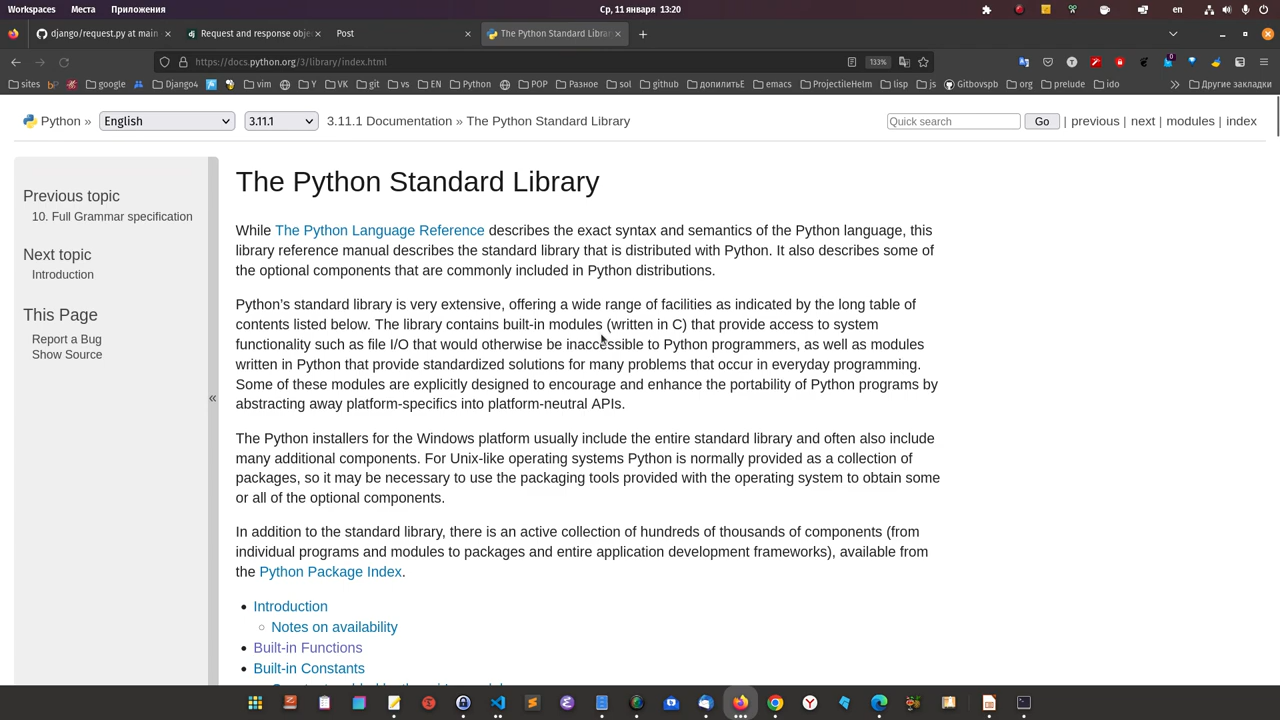 Workspaces Места Приложения Ср, 11 января 13:20 en
django/request.py at main Request and response obje Post The Python Standard Librar
https://docs.python.org/3/library/index.html 133%
sites google Django4 vim Y VK git vs EN Python POP Разное sol github допилитьЕ emacs ProjectileHelm lisp js Gitbovspb org prelude ido Другие закладки
Python » English 3.11.1 3.11.1 Documentation » The Python Standard Library Quick search Go | previous | next | modules | index
Previous topic
10. Full Grammar specification
Next topic
Introduction
This Page
Report a Bug
Show Source
«
The Python Standard Library
While The Python Language Reference describes the exact syntax and semantics of the Python language, this
library reference manual describes the standard library that is distributed with Python. It also describes some of
the optional components that are commonly included in Python distributions.
Python’s standard library is very extensive, offering a wide range of facilities as indicated by the long table of
contents listed below. The library contains built-in modules (written in C) that provide access to system
functionality such as file I/O that would otherwise be inaccessible to Python programmers, as well as modules
written in Python that provide standardized solutions for many problems that occur in everyday programming.
Some of these modules are explicitly designed to encourage and enhance the portability of Python programs by
abstracting away platform-specifics into platform-neutral APIs.
The Python installers for the Windows platform usually include the entire standard library and often also include
many additional components. For Unix-like operating systems Python is normally provided as a collection of
packages, so it may be necessary to use the packaging tools provided with the operating system to obtain some
or all of the optional components.
In addition to the standard library, there is an active collection of hundreds of thousands of components (from
individual programs and modules to packages and entire application development frameworks), available from
the Python Package Index.
• Introduction
◦ Notes on availability
• Built-in Functions
• Built-in Constants